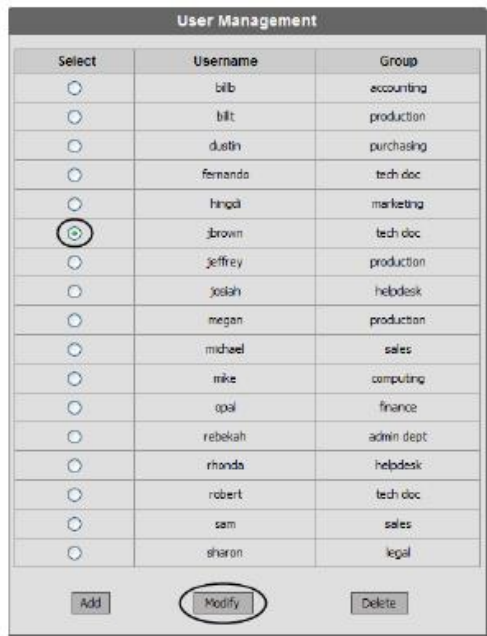 User Management
Select Username Group
billb accounting
billt production
dustin purchasing
fernando tech doc
hingdi marketing
jbrown tech doc
jeffrey production
josiah helpdesk
megan production
michael sales
mike computing
opal finance
rebekah admin dept
rhonda helpdesk
robert tech doc
sam sales
sharon legal
Add Modify Delete